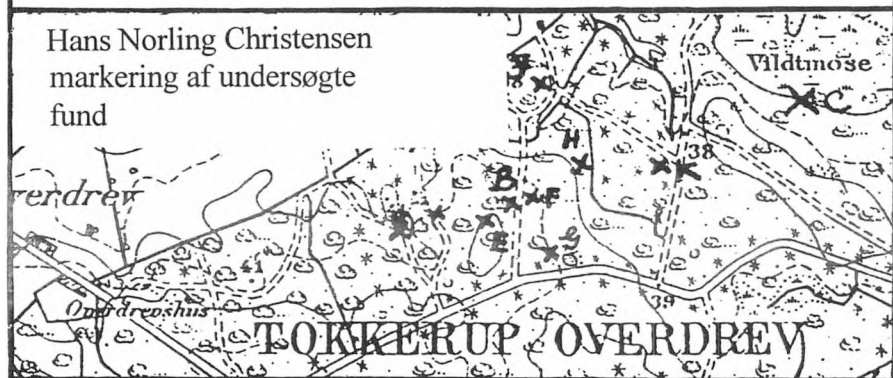 Hans Norling Christensen
markering af undersøgte
fund
Vildtmose
C
H
38
verdrev
B
F
E
G
41
39
Overdrevshus
TOKKERUP OVERDREV